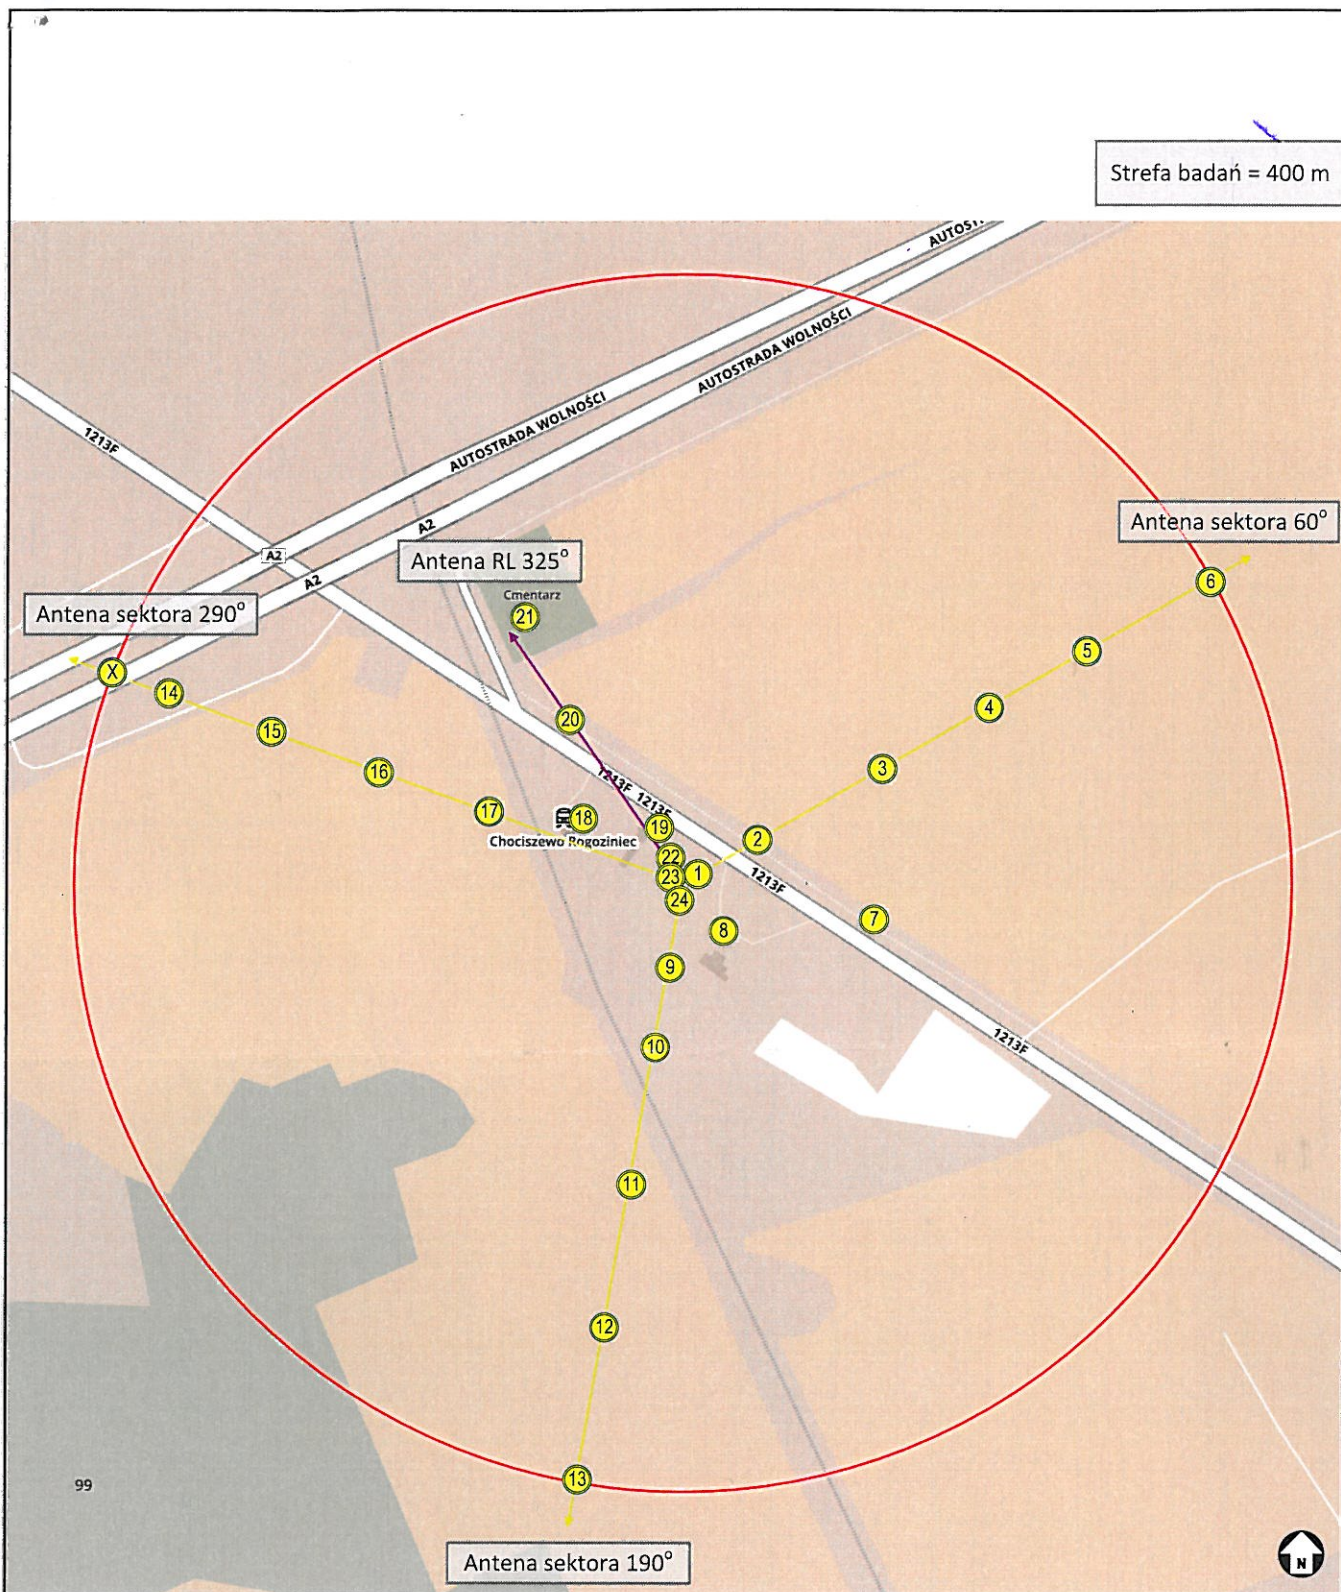 Strefa badań = 400 m
AUTOST
AUTOSTRADA WOLNOŚCI
AUTOSTRADA WOLNOŚCI
1213F
Antena sektora 60°
A2
A2
Antena RL 325°
A2
6
Cmentarz
Antena sektora 290°
21
5
X
14
4
20
15
3
16
1213F
1213F
17
18
19
2
Chociszewo Rogoziniec
22
1
23
1213F
24
7
8
9
10
1213F
11
12
13
99
Antena sektora 190°
N